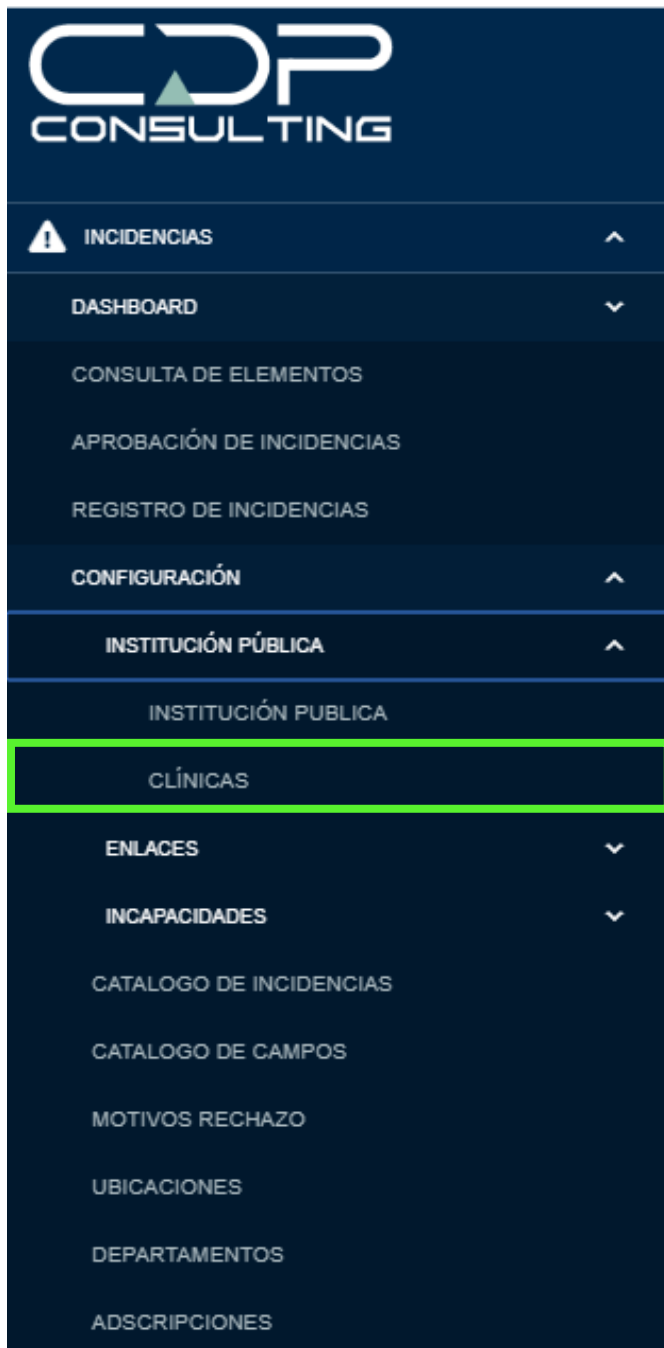 CDP
CONSULTING
INCIDENCIAS
DASHBOARD
CONSULTA DE ELEMENTOS
APROBACIÓN DE INCIDENCIAS
REGISTRO DE INCIDENCIAS
CONFIGURACIÓN
INSTITUCIÓN PÚBLICA
INSTITUCIÓN PUBLICA
CLÍNICAS
ENLACES
INCAPACIDADES
CATALOGO DE INCIDENCIAS
CATALOGO DE CAMPOS
MOTIVOS RECHAZO
UBICACIONES
DEPARTAMENTOS
ADSCRIPCIONES